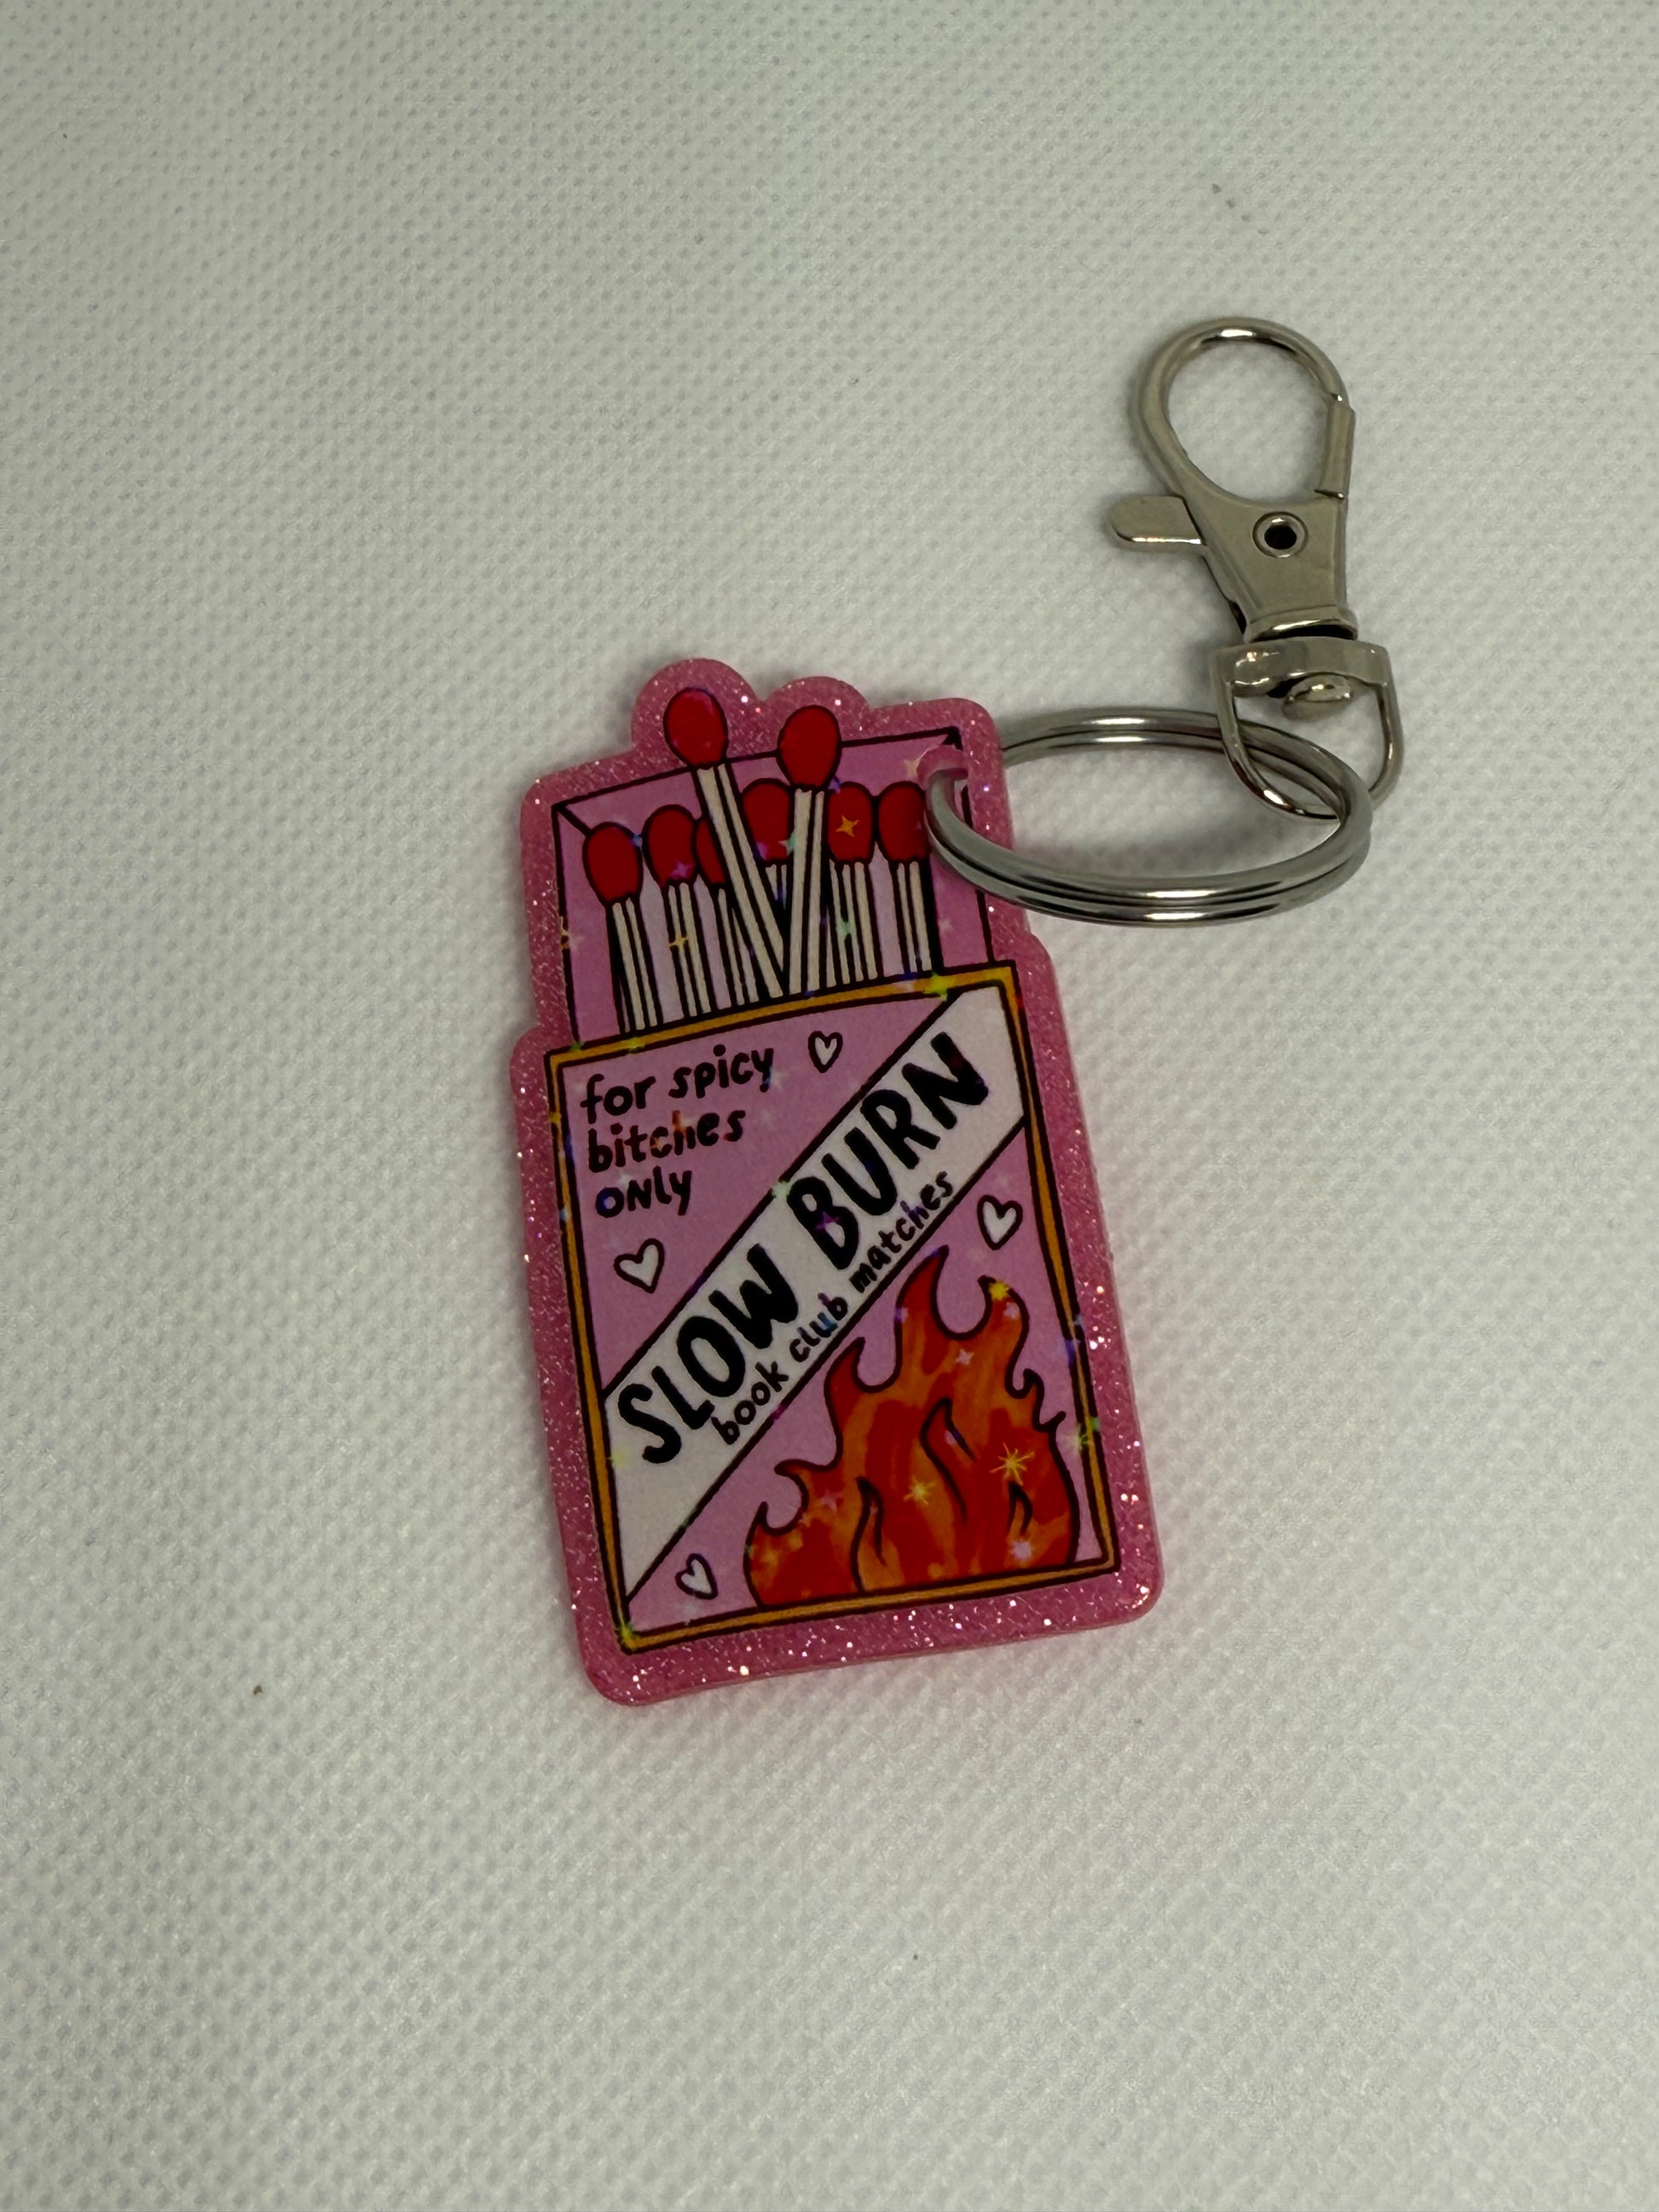 for spicy
bitches
only
SLOW BURN
book club matches